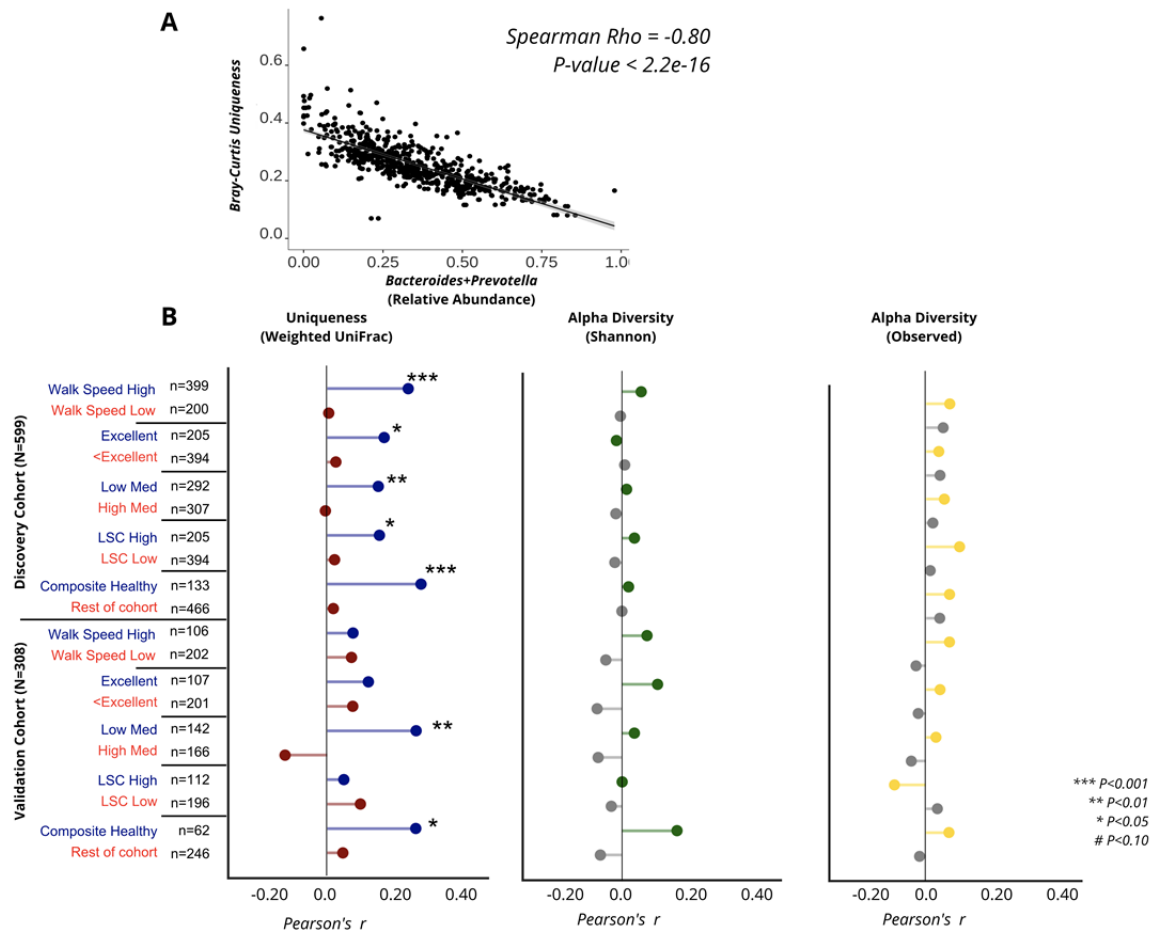 A
Spearman Rho = -0.80
P-value < 2.2e-16
Bray-Curtis Uniqueness
0.6
0.4
0.2
0.0
0.00 0.25 0.50 0.75 1.0
Bacteroides+Prevotella
(Relative Abundance)
B
Uniqueness
(Weighted UniFrac)
Alpha Diversity
(Shannon)
Alpha Diversity
(Observed)
Discovery Cohort (N=599)
Walk Speed High n=399 ***
Walk Speed Low n=200
Excellent n=205 *
<Excellent n=394
Low Med n=292 **
High Med n=307
LSC High n=205 *
LSC Low n=394
Composite Healthy n=133 ***
Rest of cohort n=466
Validation Cohort (N=308)
Walk Speed High n=106
Walk Speed Low n=202
Excellent n=107
<Excellent n=201
Low Med n=142 **
High Med n=166
LSC High n=112
LSC Low n=196
Composite Healthy n=62 *
Rest of cohort n=246
*** P<0.001
** P<0.01
* P<0.05
# P<0.10
-0.20 0.0 0.20 0.40
Pearson's r
-0.20 0.0 0.20 0.40
Pearson's r
-0.20 0.0 0.20 0.40
Pearson's r